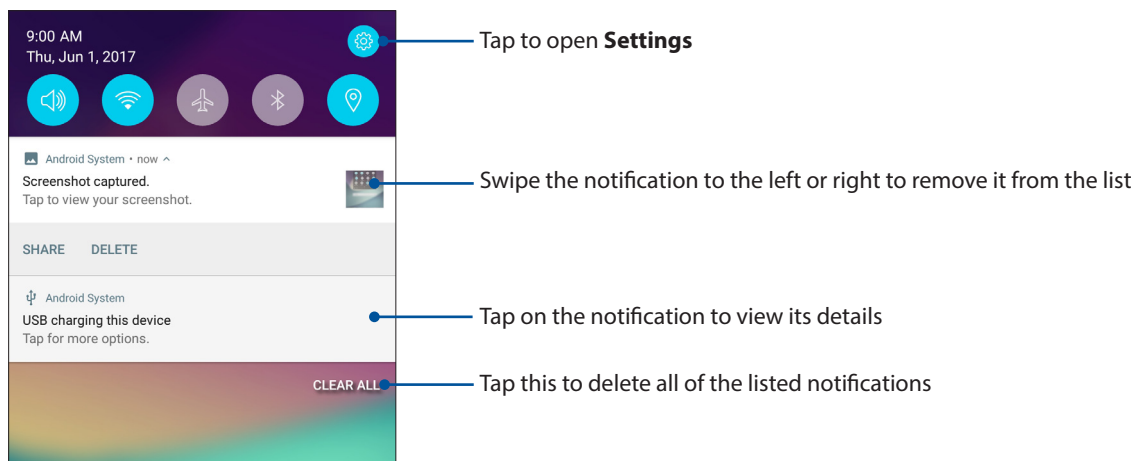 9:00 AM
Thu, Jun 1, 2017
Tap to open Settings
Android System • now ^
Screenshot captured.
Tap to view your screenshot.
Swipe the notification to the left or right to remove it from the list
SHARE DELETE
Android System
USB charging this device
Tap for more options.
Tap on the notification to view its details
CLEAR ALL
Tap this to delete all of the listed notifications